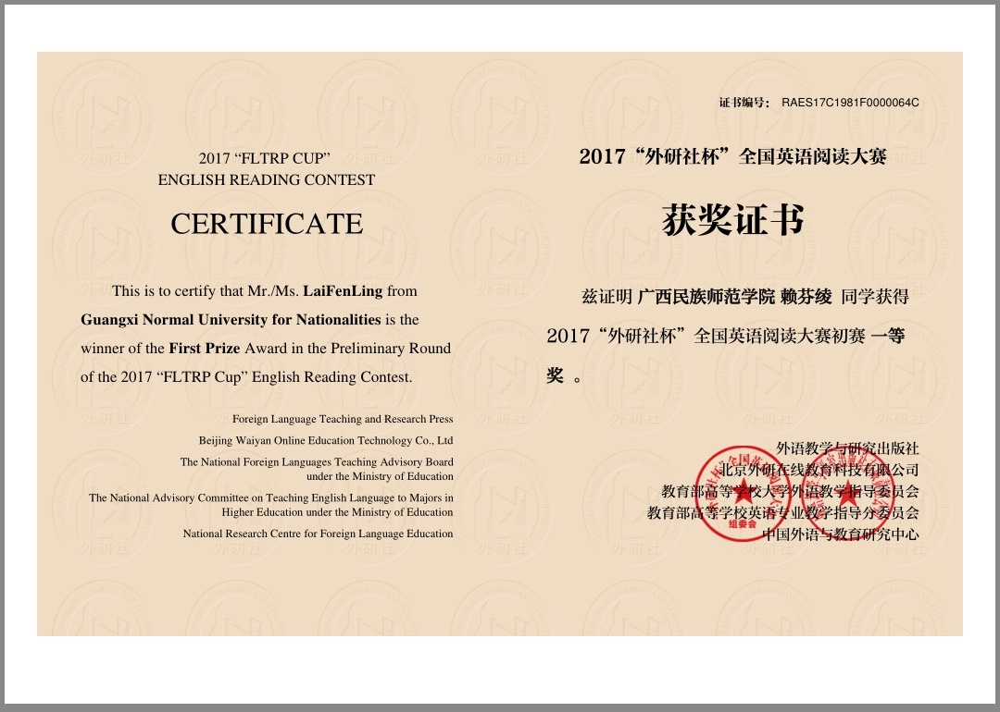 2017 “FLTRP CUP”
ENGLISH READING CONTEST
CERTIFICATE
This is to certify that Mr./Ms. LaiFenLing from
Guangxi Normal University for Nationalities is the
winner of the First Prize Award in the Preliminary Round
of the 2017 “FLTRP Cup” English Reading Contest.
Foreign Language Teaching and Research Press
Beijing Waiyan Online Education Technology Co., Ltd
The National Foreign Languages Teaching Advisory Board
under the Ministry of Education
The National Advisory Committee on Teaching English Language to Majors in
Higher Education under the Ministry of Education
National Research Centre for Foreign Language Education
证书编号： RAES17C1981F0000064C
2017“外研社杯”全国英语阅读大赛
获奖证书
兹证明 广西民族师范学院 赖芬绫 同学获得
2017“外研社杯”全国英语阅读大赛初赛 一等
奖 。
外语教学与研究出版社
北京外研在线教育科技有限公司
教育部高等学校大学外语教学指导委员会
教育部高等学校英语专业教学指导分委员会
中国外语与教育研究中心
组委会
外研社